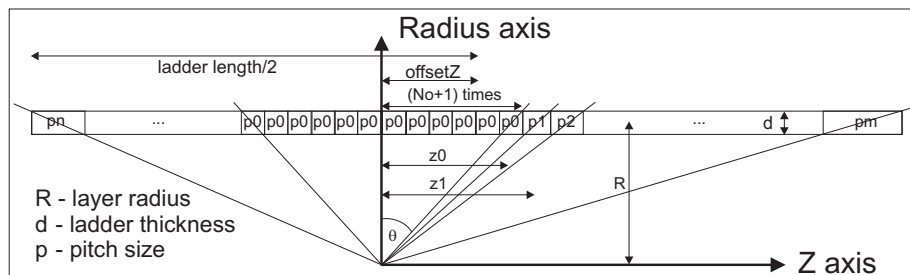 Radius axis
ladder length/2
offsetZ
(No+1) times
pn ... p0 p0 p0 p0 p0 p0 p0 p0 p0 p0 p0 p0 p1 p2 ... pm
d
z0
z1
R
R - layer radius
d - ladder thickness
p - pitch size
θ
Z axis